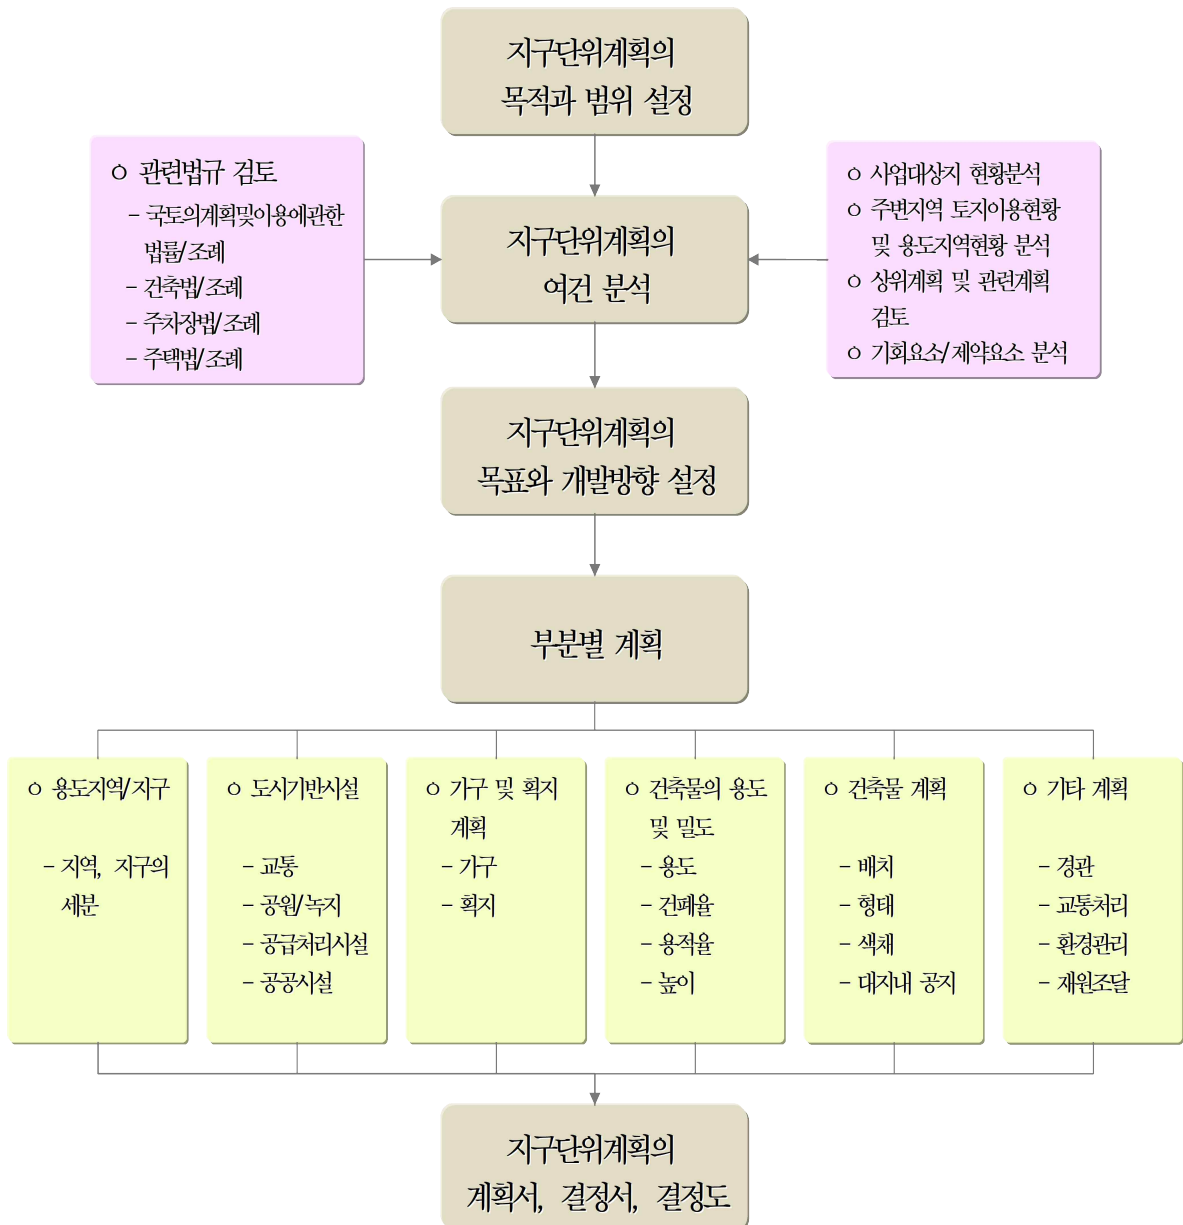 지구단위계획의
목적과 범위 설정
ㅇ 관련법규 검토
- 국토의계획및이용에관한
법률/조례
- 건축법/조례
- 주차장법/조례
- 주택법/조례
지구단위계획의
여건 분석
ㅇ 사업대상지 현황분석
ㅇ 주변지역 토지이용현황
및 용도지역현황 분석
ㅇ 상위계획 및 관련계획
검토
ㅇ 기회요소/제약요소 분석
지구단위계획의
목표와 개발방향 설정
부분별 계획
ㅇ 용도지역/지구
- 지역, 지구의
세분
ㅇ 도시기반시설
- 교통
- 공원/녹지
- 공급처리시설
- 공공시설
ㅇ 가구 및 획지
계획
- 가구
- 획지
ㅇ 건축물의 용도
및 밀도
- 용도
- 건폐율
- 용적율
- 높이
ㅇ 건축물 계획
- 배치
- 형태
- 색채
- 대지내 공지
ㅇ 기타 계획
- 경관
- 교통처리
- 환경관리
- 재원조달
지구단위계획의
계획서, 결정서, 결정도